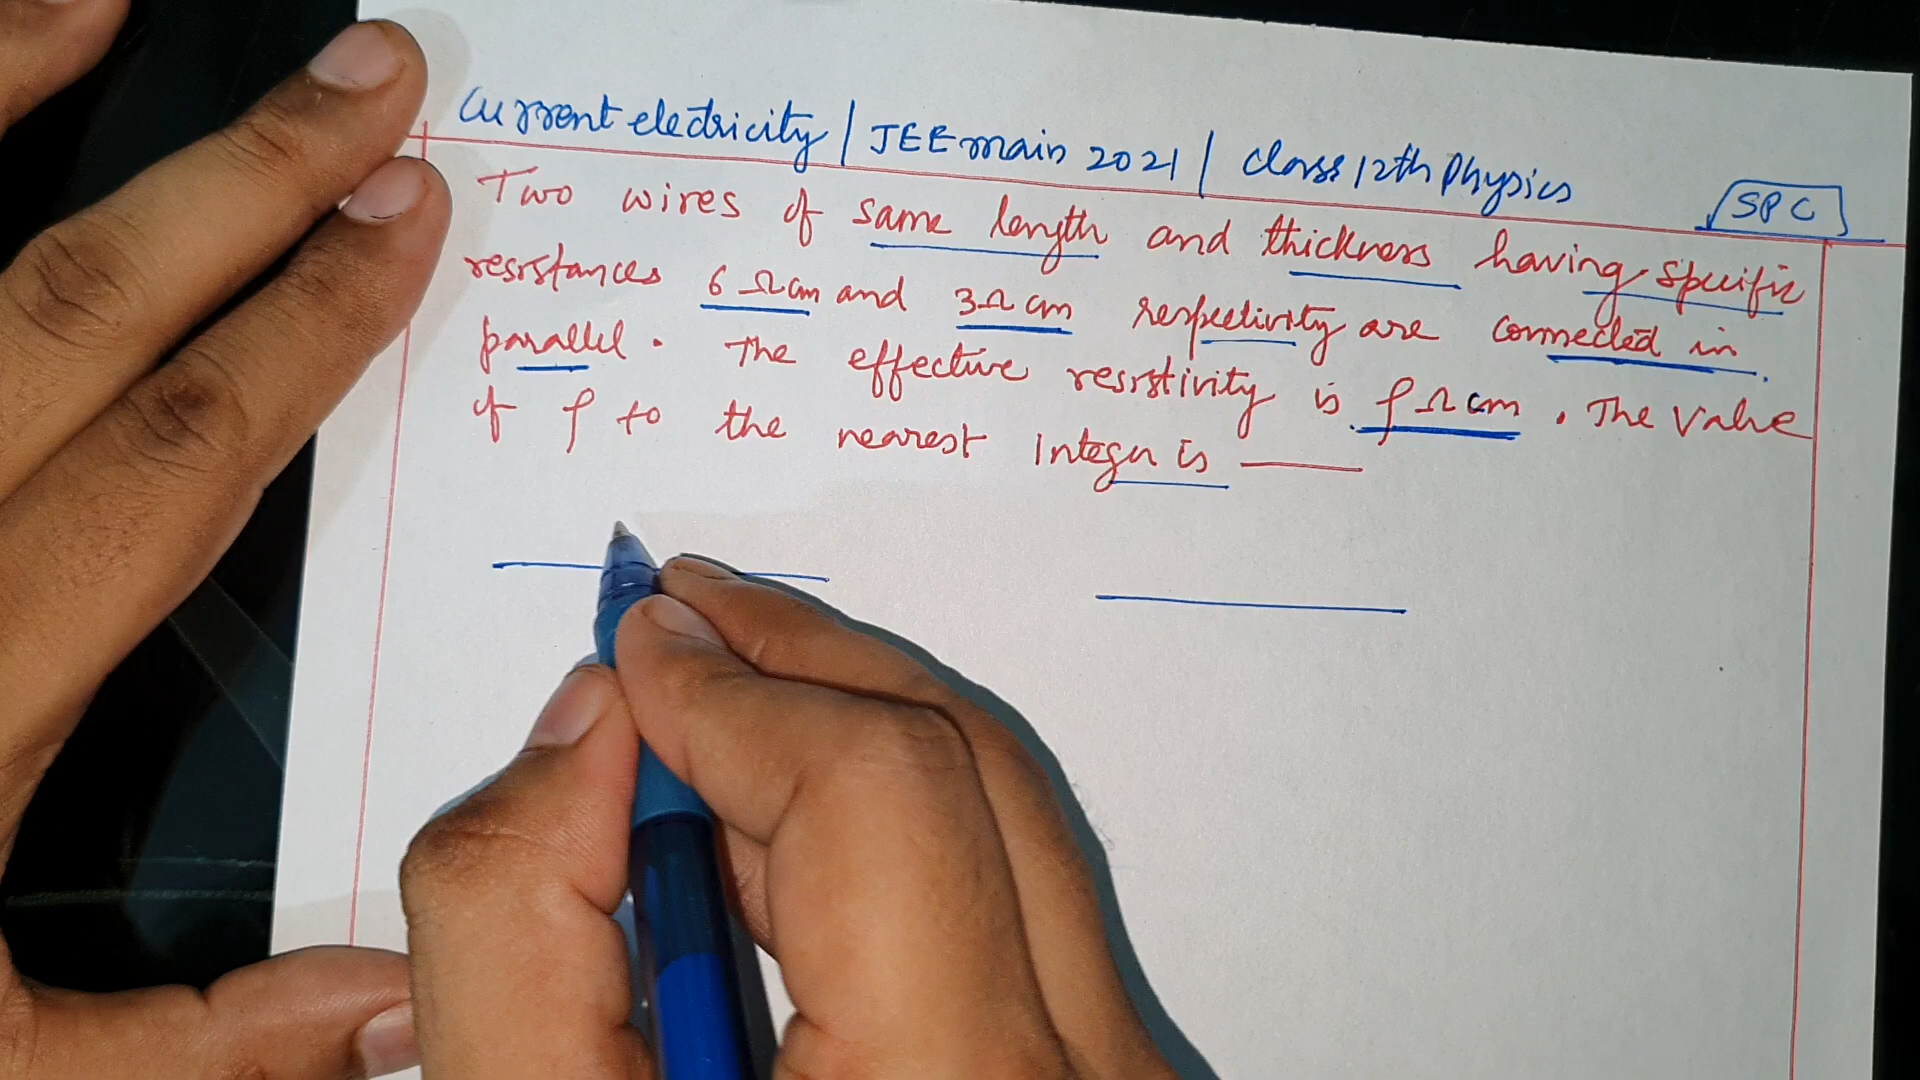 Current electricity | JEE main 2021 | class 12th Physics
SPC
Two wires of same length and thickness having specific
resistances 6 Ω cm and 3 Ω cm respectivity are connected in
parallel. The effective resistivity is ρ Ω cm. The value
of ρ to the nearest integer is ____